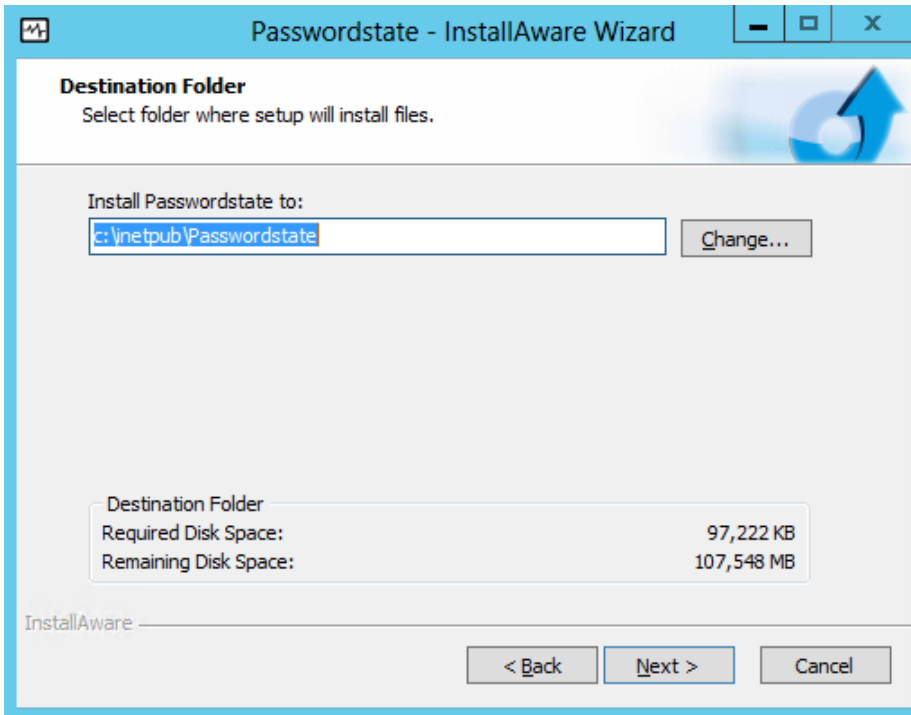 Passwordstate - InstallAware Wizard
Destination Folder
Select folder where setup will install files.
Install Passwordstate to:
c:\inetpub\Passwordstate
Change...
Destination Folder
Required Disk Space: 97,222 KB
Remaining Disk Space: 107,548 MB
InstallAware
< Back Next > Cancel